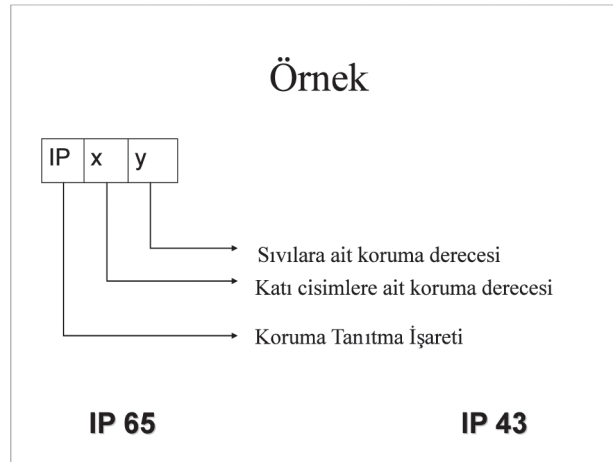 Örnek
IP x y
Sıvılara ait koruma derecesi
Katı cisimlere ait koruma derecesi
Koruma Tanıtma İşareti
IP 65 IP 43